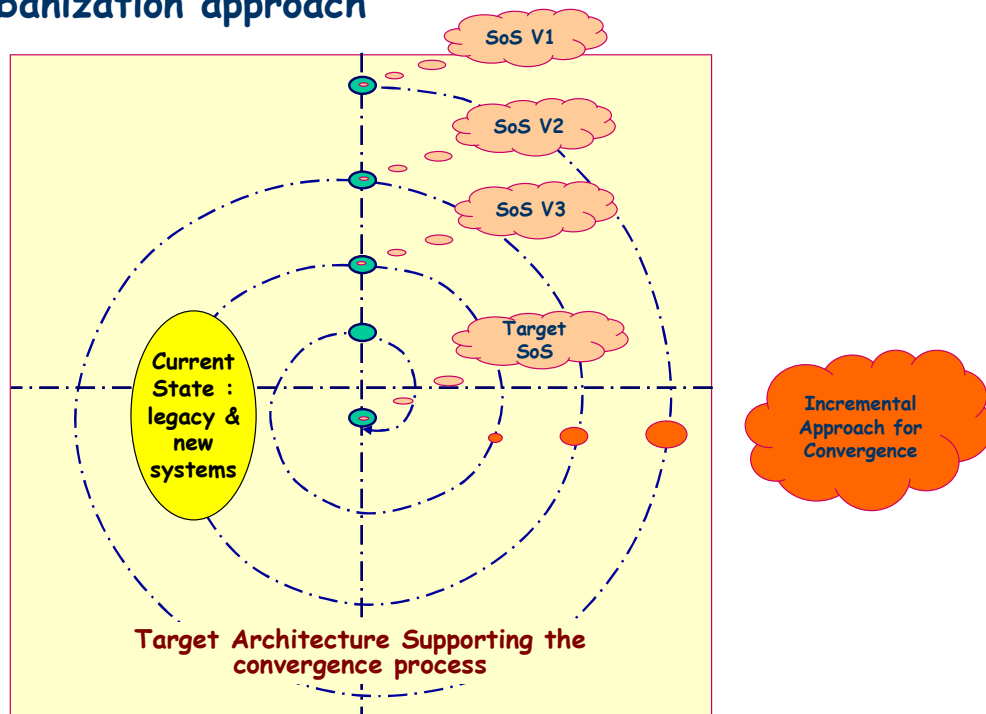 approach
SoS V1
SoS V2
SoS V3
Target
SoS
Current
State :
legacy &
new
systems
Incremental
Approach for
Convergence
Target Architecture Supporting the
convergence process